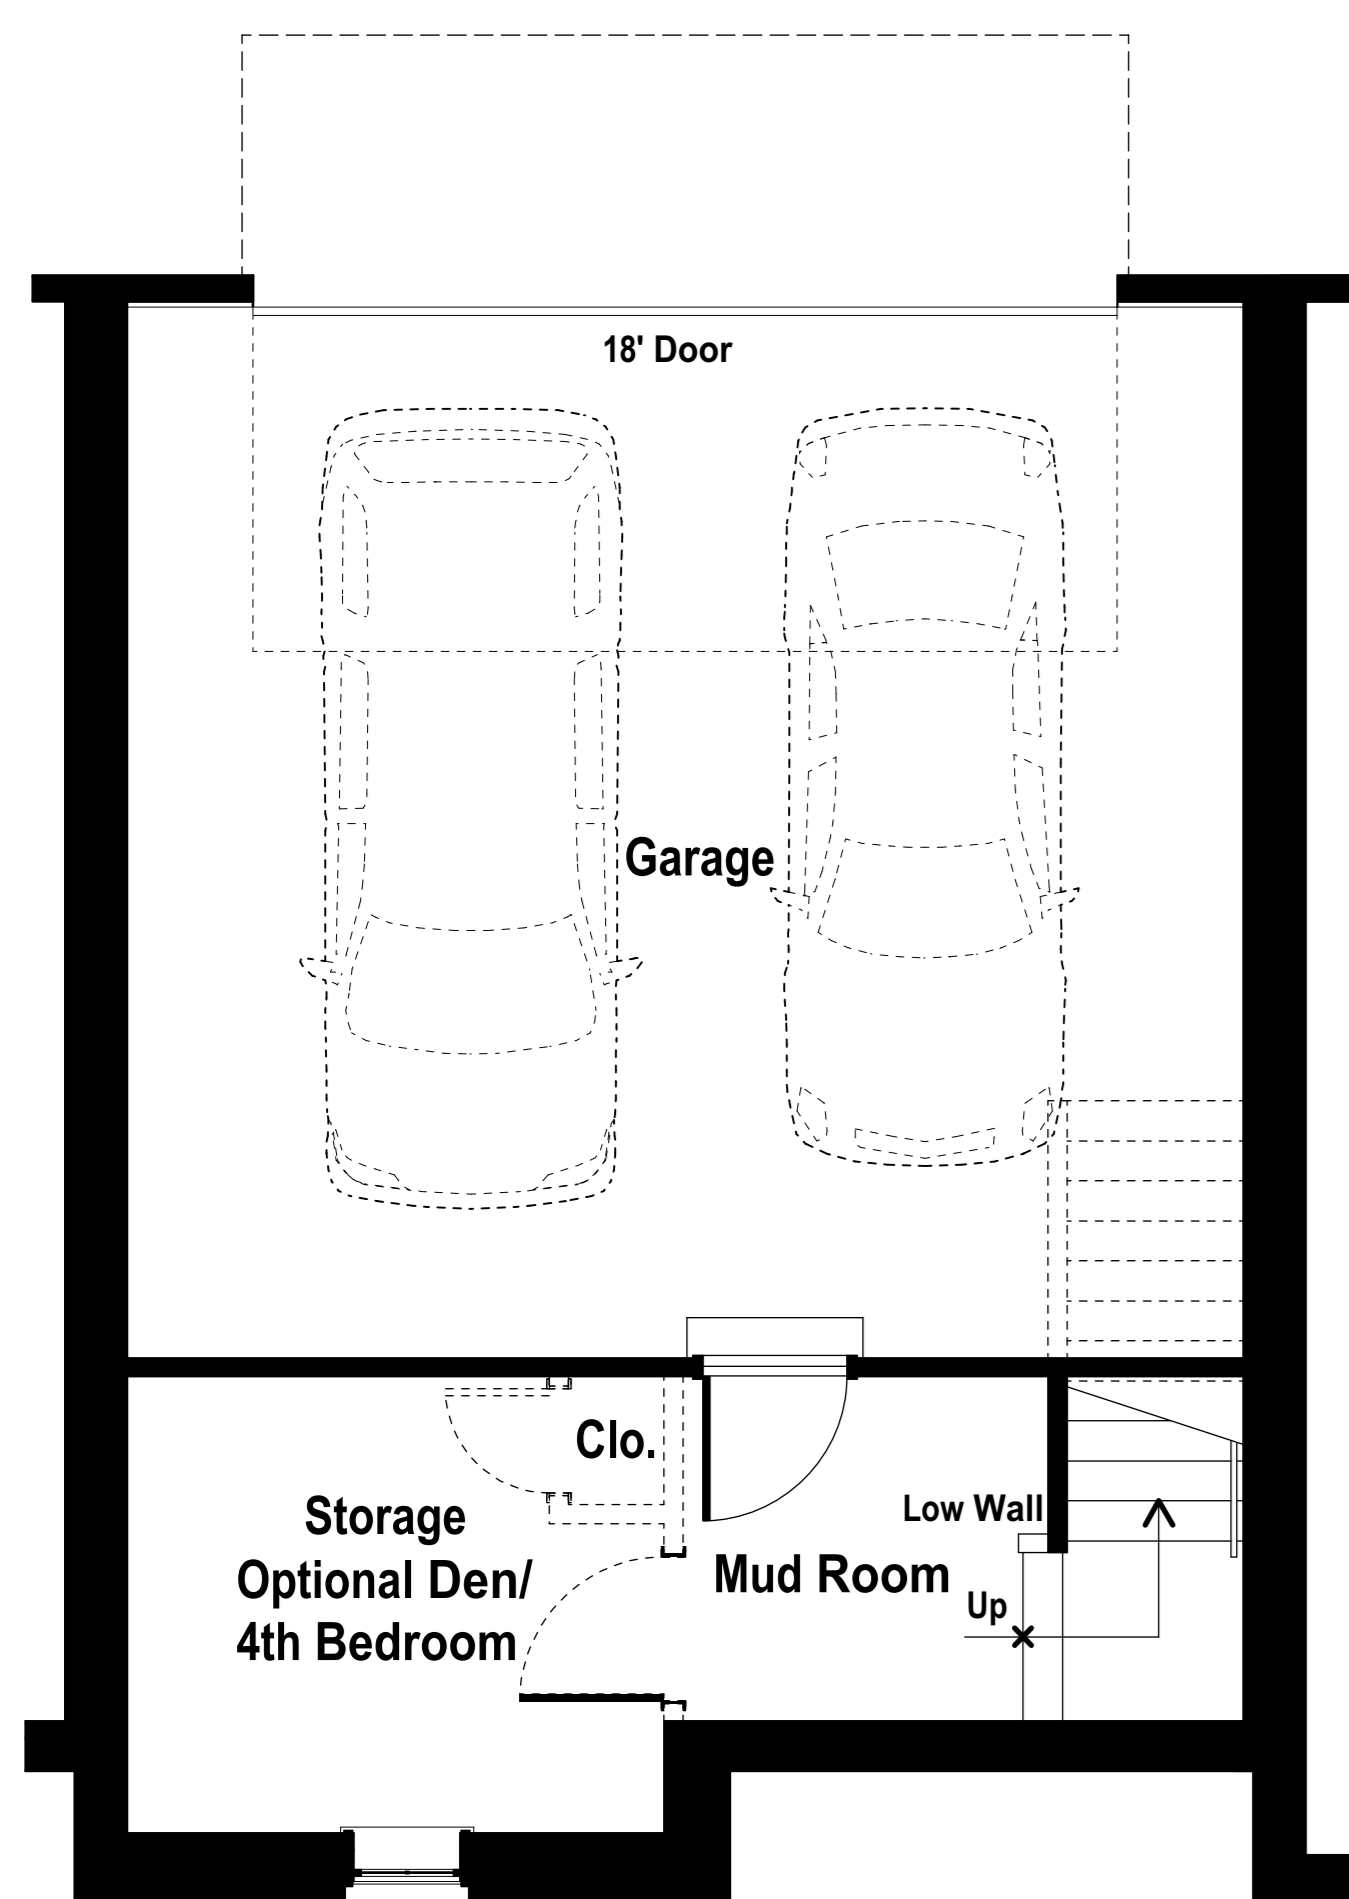 18' Door
Garage
Clo.
Storage
Optional Den/
4th Bedroom
Low Wall
Mud Room
Up